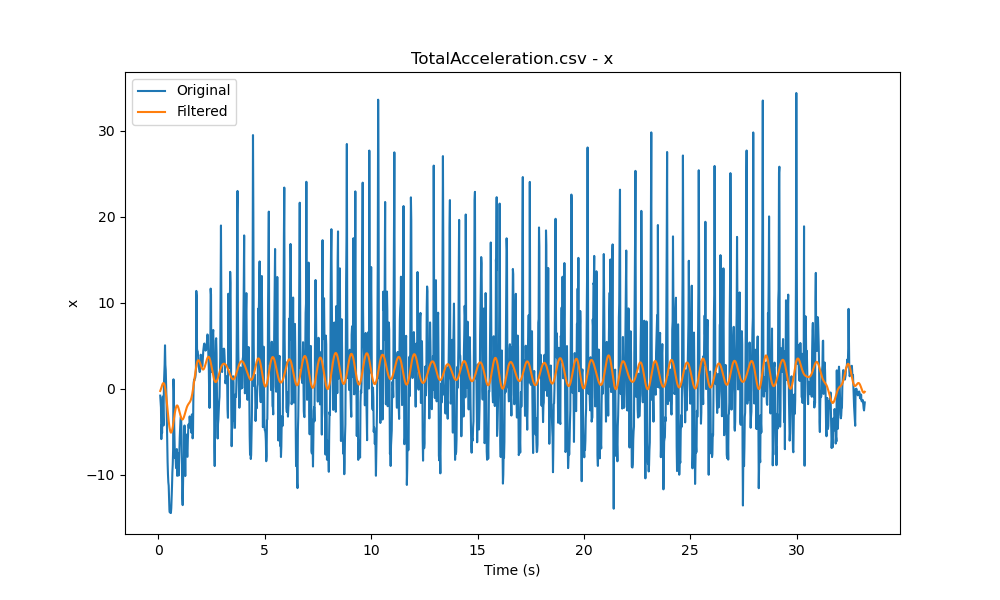 TotalAcceleration.csv - x
Original
Filtered
30
20
10
0
−10
x
0 5 10 15 20 25 30
Time (s)